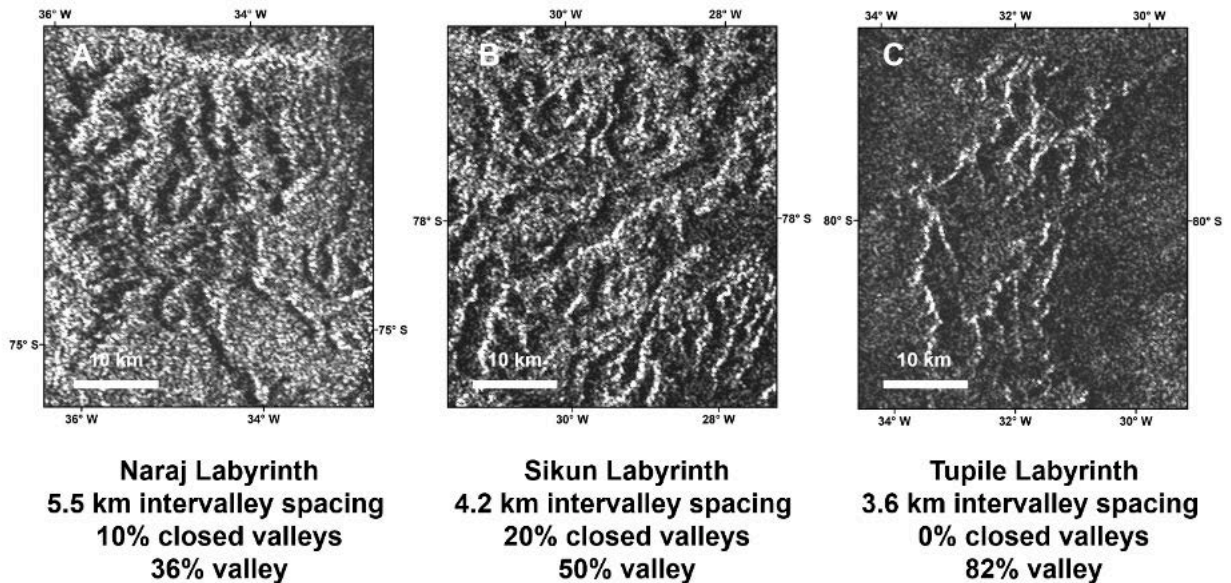 36° W
34° W
30° W
28° W
32° W
30° W
A
B
C
78° S
78° S
80° S
80° S
75° S
75° S
10 km
10 km
10 km
36° W
34° W
30° W
28° W
34° W
32° W
30° W
Naraj Labyrinth
5.5 km intervalley spacing
10% closed valleys
36% valley
Sikun Labyrinth
4.2 km intervalley spacing
20% closed valleys
50% valley
Tupile Labyrinth
3.6 km intervalley spacing
0% closed valleys
82% valley